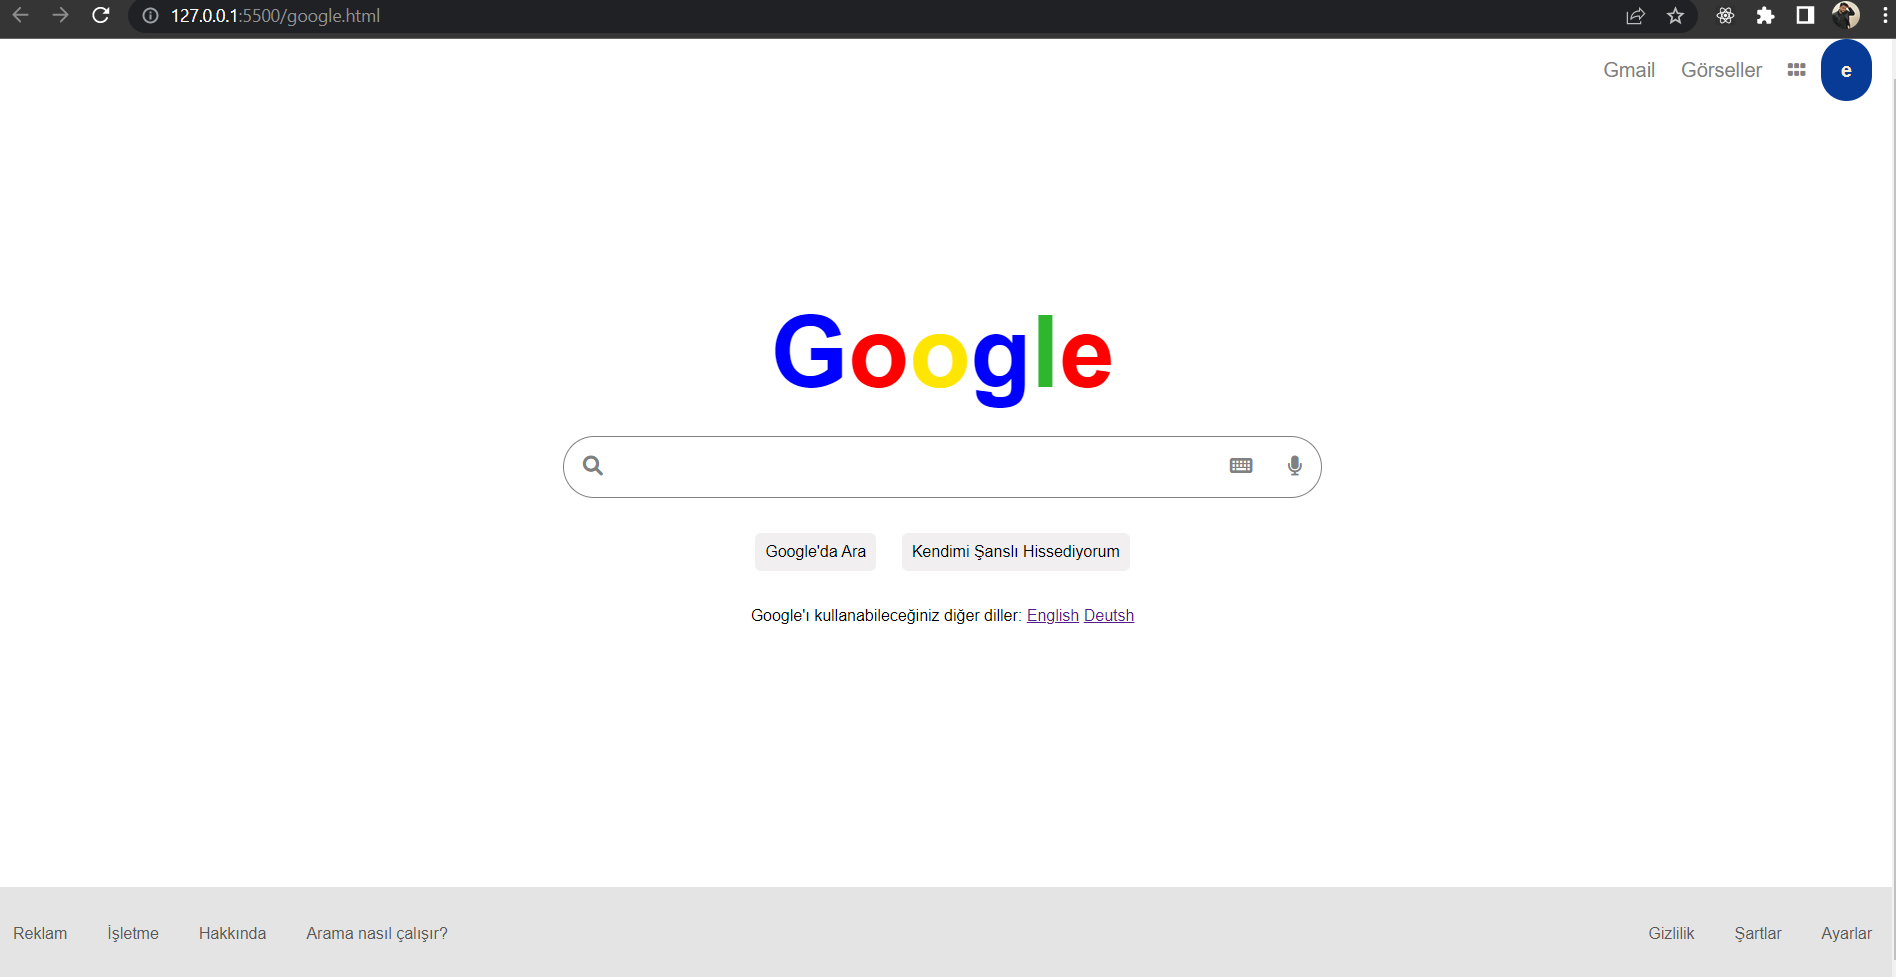 127.0.0.1:5500/google.html
Gmail Görseller e
Google
Google'da Ara Kendimi Şanslı Hissediyorum
Google'ı kullanabileceğiniz diğer diller: English Deutsh
Reklam İşletme Hakkında Arama nasıl çalışır? Gizlilik Şartlar Ayarlar